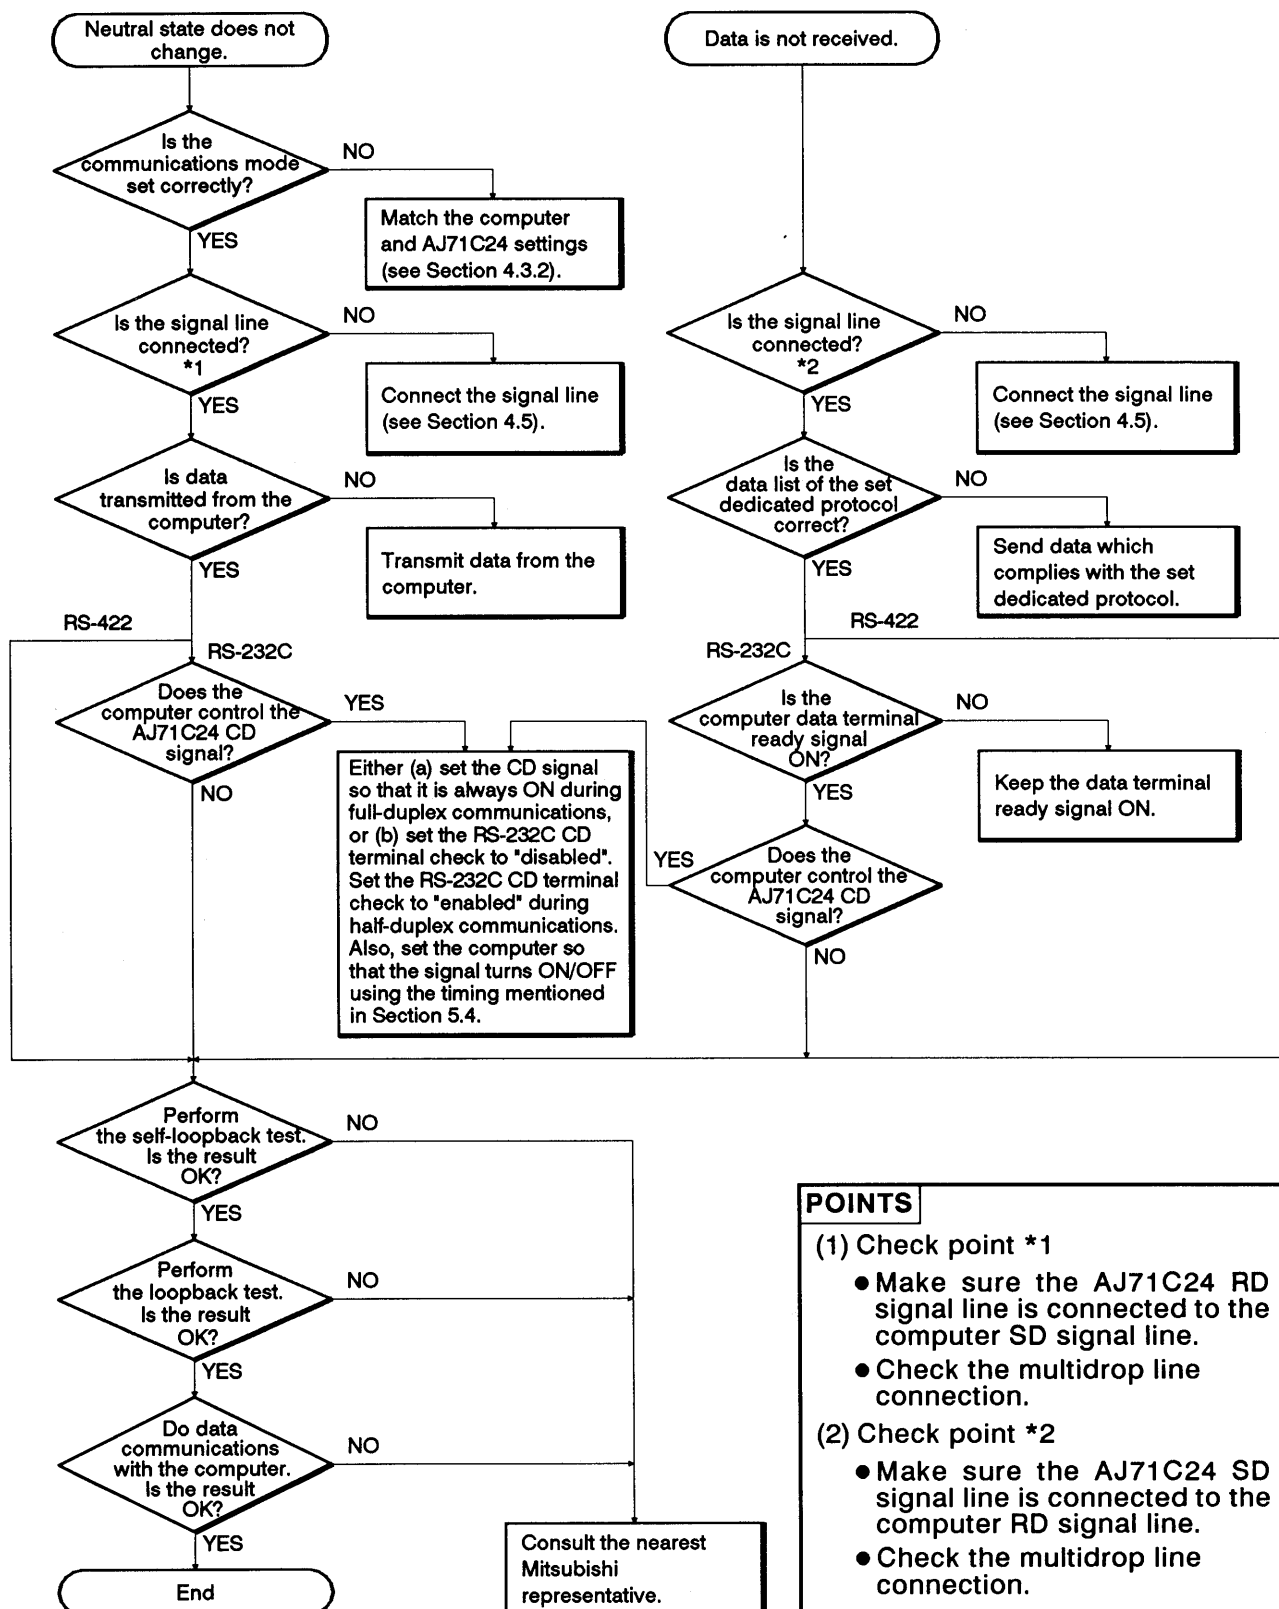 Neutral state does not
change.
Data is not received.
Is the
communications mode
set correctly?
NO
YES
Match the computer
and AJ71C24 settings
(see Section 4.3.2).
Is the signal line
connected?
*1
NO
YES
Connect the signal line
(see Section 4.5).
Is the signal line
connected?
*2
NO
YES
Connect the signal line
(see Section 4.5).
Is data
transmitted from the
computer?
NO
YES
Transmit data from the
computer.
Is the
data list of the set
dedicated protocol
correct?
NO
YES
Send data which
complies with the set
dedicated protocol.
RS-422
RS-232C
RS-422
RS-232C
Does the
computer control the
AJ71C24 CD
signal?
YES
NO
Either (a) set the CD signal
so that it is always ON during
full-duplex communications,
or (b) set the RS-232C CD
terminal check to "disabled".
Set the RS-232C CD terminal
check to "enabled" during
half-duplex communications.
Also, set the computer so
that the signal turns ON/OFF
using the timing mentioned
in Section 5.4.
Is the
computer data terminal
ready signal
ON?
NO
YES
Keep the data terminal
ready signal ON.
Does the
computer control the
AJ71C24 CD
signal?
YES
NO
Perform
the self-loopback test.
Is the result
OK?
NO
YES
Perform
the loopback test.
Is the result
OK?
NO
YES
Do data
communications
with the computer.
Is the result
OK?
NO
YES
End
Consult the nearest
Mitsubishi
representative.
POINTS
(1) Check point *1
● Make sure the AJ71C24 RD
signal line is connected to the
computer SD signal line.
● Check the multidrop line
connection.
(2) Check point *2
● Make sure the AJ71C24 SD
signal line is connected to the
computer RD signal line.
● Check the multidrop line
connection.